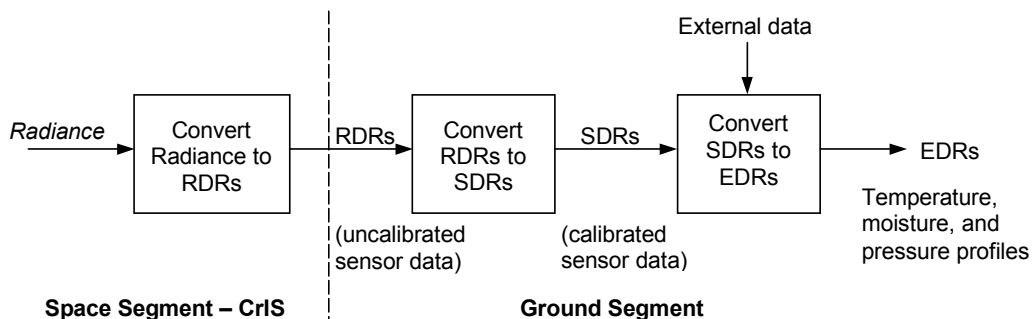 External data
Radiance
Convert
Radiance to
RDRs
RDRs
Convert
RDRs to
SDRs
SDRs
Convert
SDRs to
EDRs
EDRs
(uncalibrated
sensor data)
(calibrated
sensor data)
Temperature,
moisture, and
pressure profiles
Space Segment – CrIS
Ground Segment